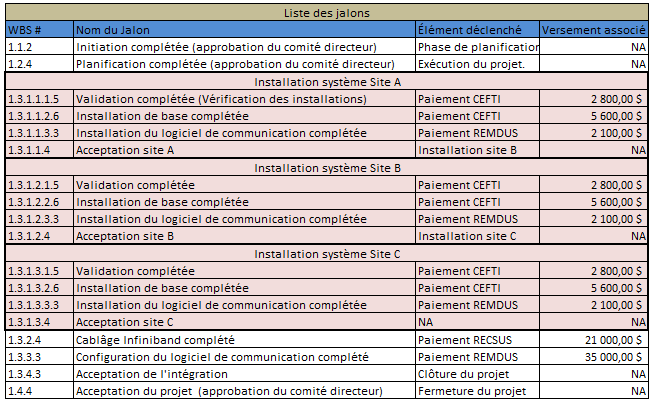 Liste des jalons
WBS # Nom du Jalon Élément déclenché Versement associé
1.1.2 Initiation complétée (approbation du comité directeur) Phase de planification NA
1.2.4 Planification complétée (approbation du comité directeur) Exécution du projet. NA
Installation système Site A
1.3.1.1.1.5 Validation complétée (Vérification des installations) Paiement CEFTI 2 800,00 $
1.3.1.1.2.6 Installation de base complétée Paiement CEFTI 5 600,00 $
1.3.1.1.3.3 Installation du logiciel de communication complétée Paiement REMDUS 2 100,00 $
1.3.1.1.4 Acceptation site A Installation site B NA
Installation système Site B
1.3.1.2.1.5 Validation complétée Paiement CEFTI 2 800,00 $
1.3.1.2.2.6 Installation de base complétée Paiement CEFTI 5 600,00 $
1.3.1.2.3.3 Installation du logiciel de communication complétée Paiement REMDUS 2 100,00 $
1.3.1.2.4 Acceptation site B Installation site C NA
Installation système Site C
1.3.1.3.1.5 Validation complétée Paiement CEFTI 2 800,00 $
1.3.1.3.2.6 Installation de base complétée Paiement CEFTI 5 600,00 $
1.3.1.3.3.3 Installation du logiciel de communication complétée Paiement REMDUS 2 100,00 $
1.3.1.3.4 Acceptation site C NA NA
1.3.2.4 Cablâge Infiniband complété Paiement RECSUS 21 000,00 $
1.3.3.3 Configuration du logiciel de communication complété Paiement REMDUS 35 000,00 $
1.3.4.3 Acceptation de l'intégration Clôture du projet NA
1.4.4 Acceptation du projet (approbation du comité directeur) Fermeture du projet NA